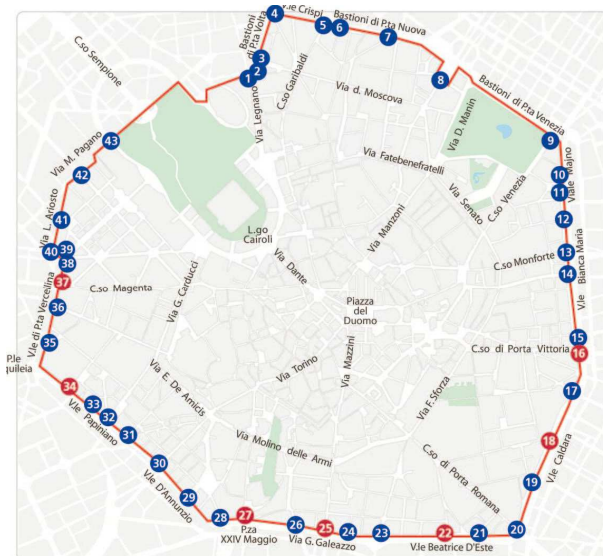 4
V.le Crispi
5
6
Bastioni di P.ta Nuova
7
Bastioni
di P.ta Volta
3
2
1
8
C.so Sempione
C.so Garibaldi
Via Legnano
Via d. Moscova
Bastioni di P.ta Venezia
Via D. Manin
9
43
Via M. Pagano
42
Via Fatebenefratelli
Viale Majno
10
11
Via Senato
C.so Venezia
41
Via L. Ariosto
12
Via Manzoni
L.go
Cairoli
40
39
38
37
13
C.so Monforte
V.le Bianca Maria
14
Via Dante
C.so Magenta
Via G. Carducci
36
V.le di P.ta Vercellina
Piazza
del
Duomo
35
15
C.so di Porta Vittoria
16
P.le
quileia
Via Mazzini
Via Torino
34
17
33
32
V.le Papiniano
Via E. De Amicis
Via F.Sforza
31
Via Molino delle Armi
18
V.le Caldara
30
C.so di Porta Romana
19
V.le D'Annunzio
29
28
27
P.za
XXIV Maggio
26
25
Via G. Galeazzo
24
23
22
V.le Beatrice D'Este
21
20